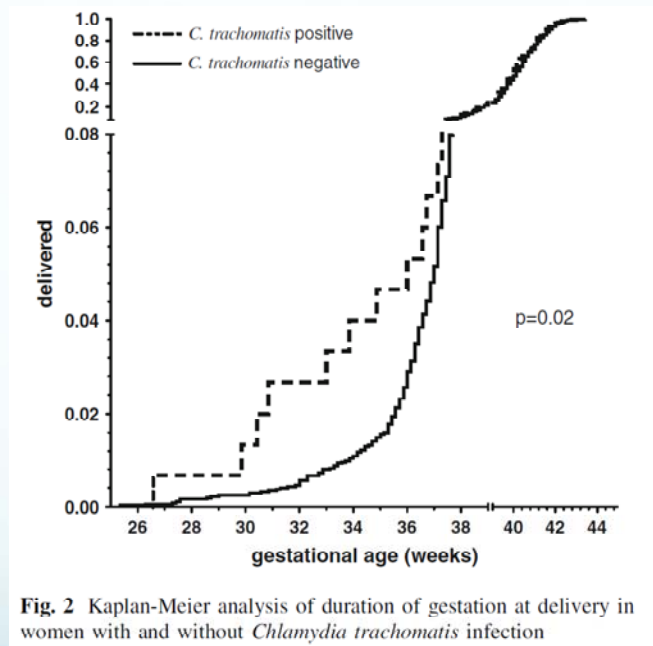 1.0
0.8
0.6
0.4
0.2
C. trachomatis positive
C. trachomatis negative
0.08
0.06
0.04
0.02
0.00
delivered
p=0.02
26 28 30 32 34 36 38 40 42 44
gestational age (weeks)
Fig. 2 Kaplan-Meier analysis of duration of gestation at delivery in
women with and without Chlamydia trachomatis infection